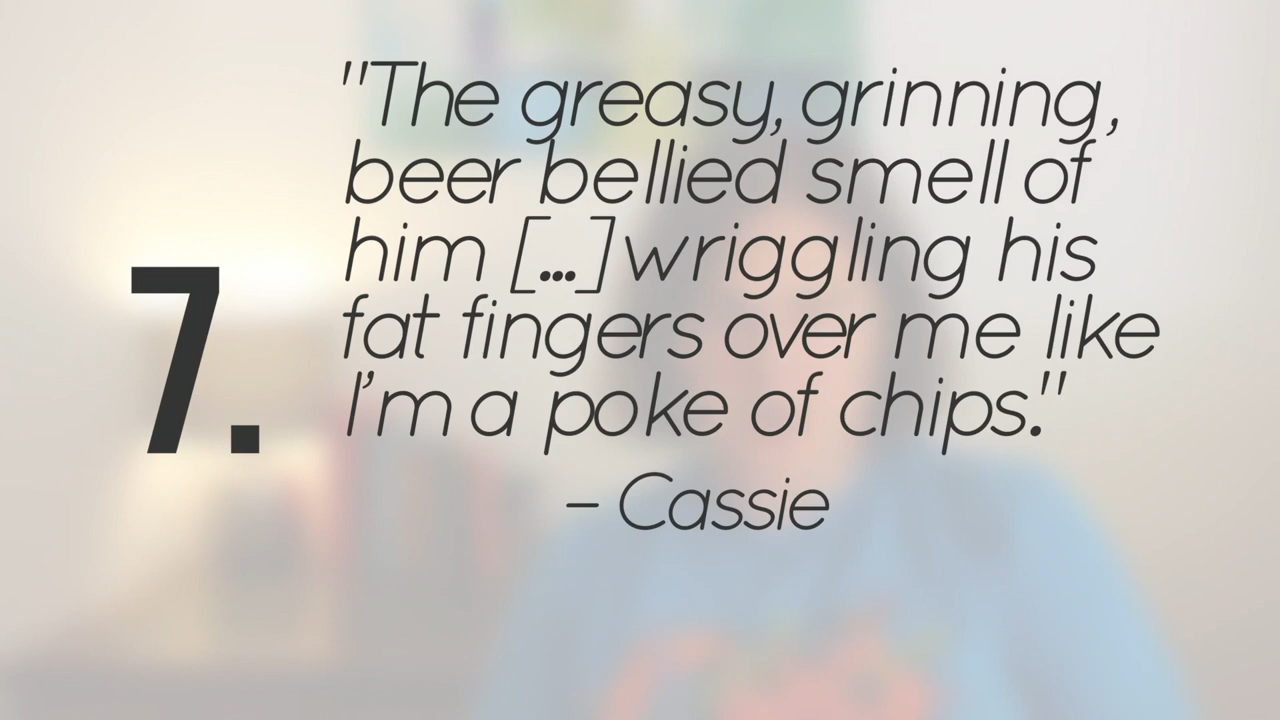 7.
"The greasy, grinning,
beer bellied smell of
him [...] wriggling his
fat fingers over me like
I'm a poke of chips."
– Cassie